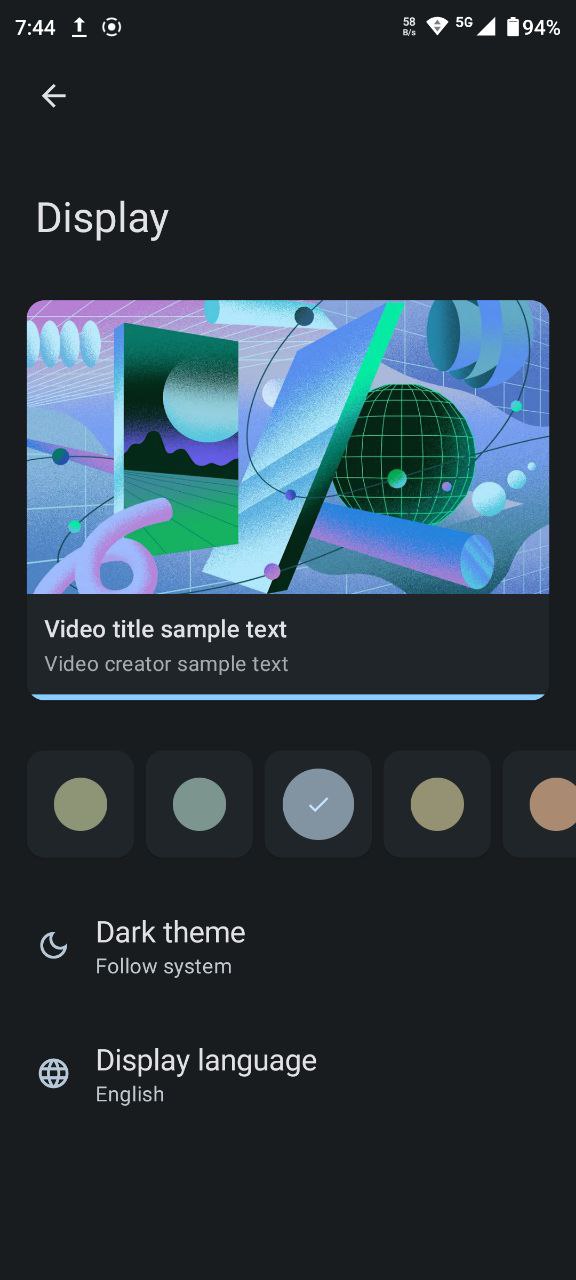 7:44
58
B/s
5G
94%
Display
Video title sample text
Video creator sample text
Dark theme
Follow system
Display language
English